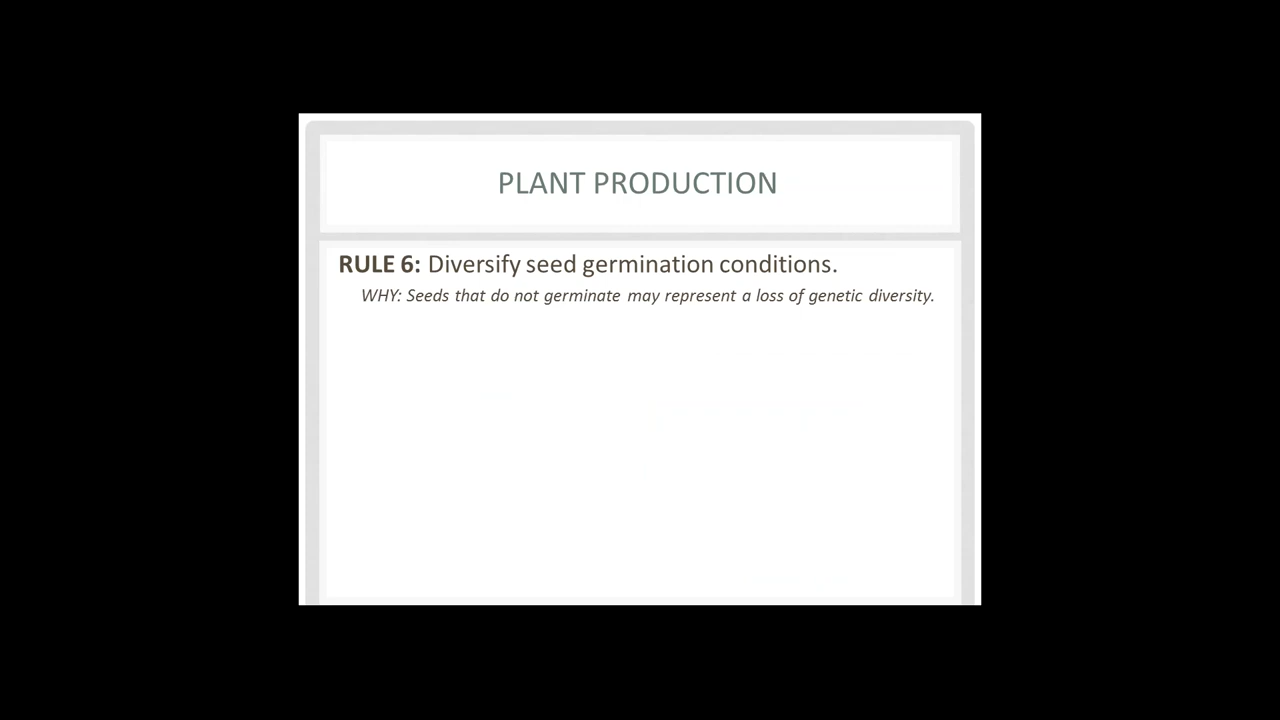 PLANT PRODUCTION
RULE 6: Diversify seed germination conditions.
WHY: Seeds that do not germinate may represent a loss of genetic diversity.